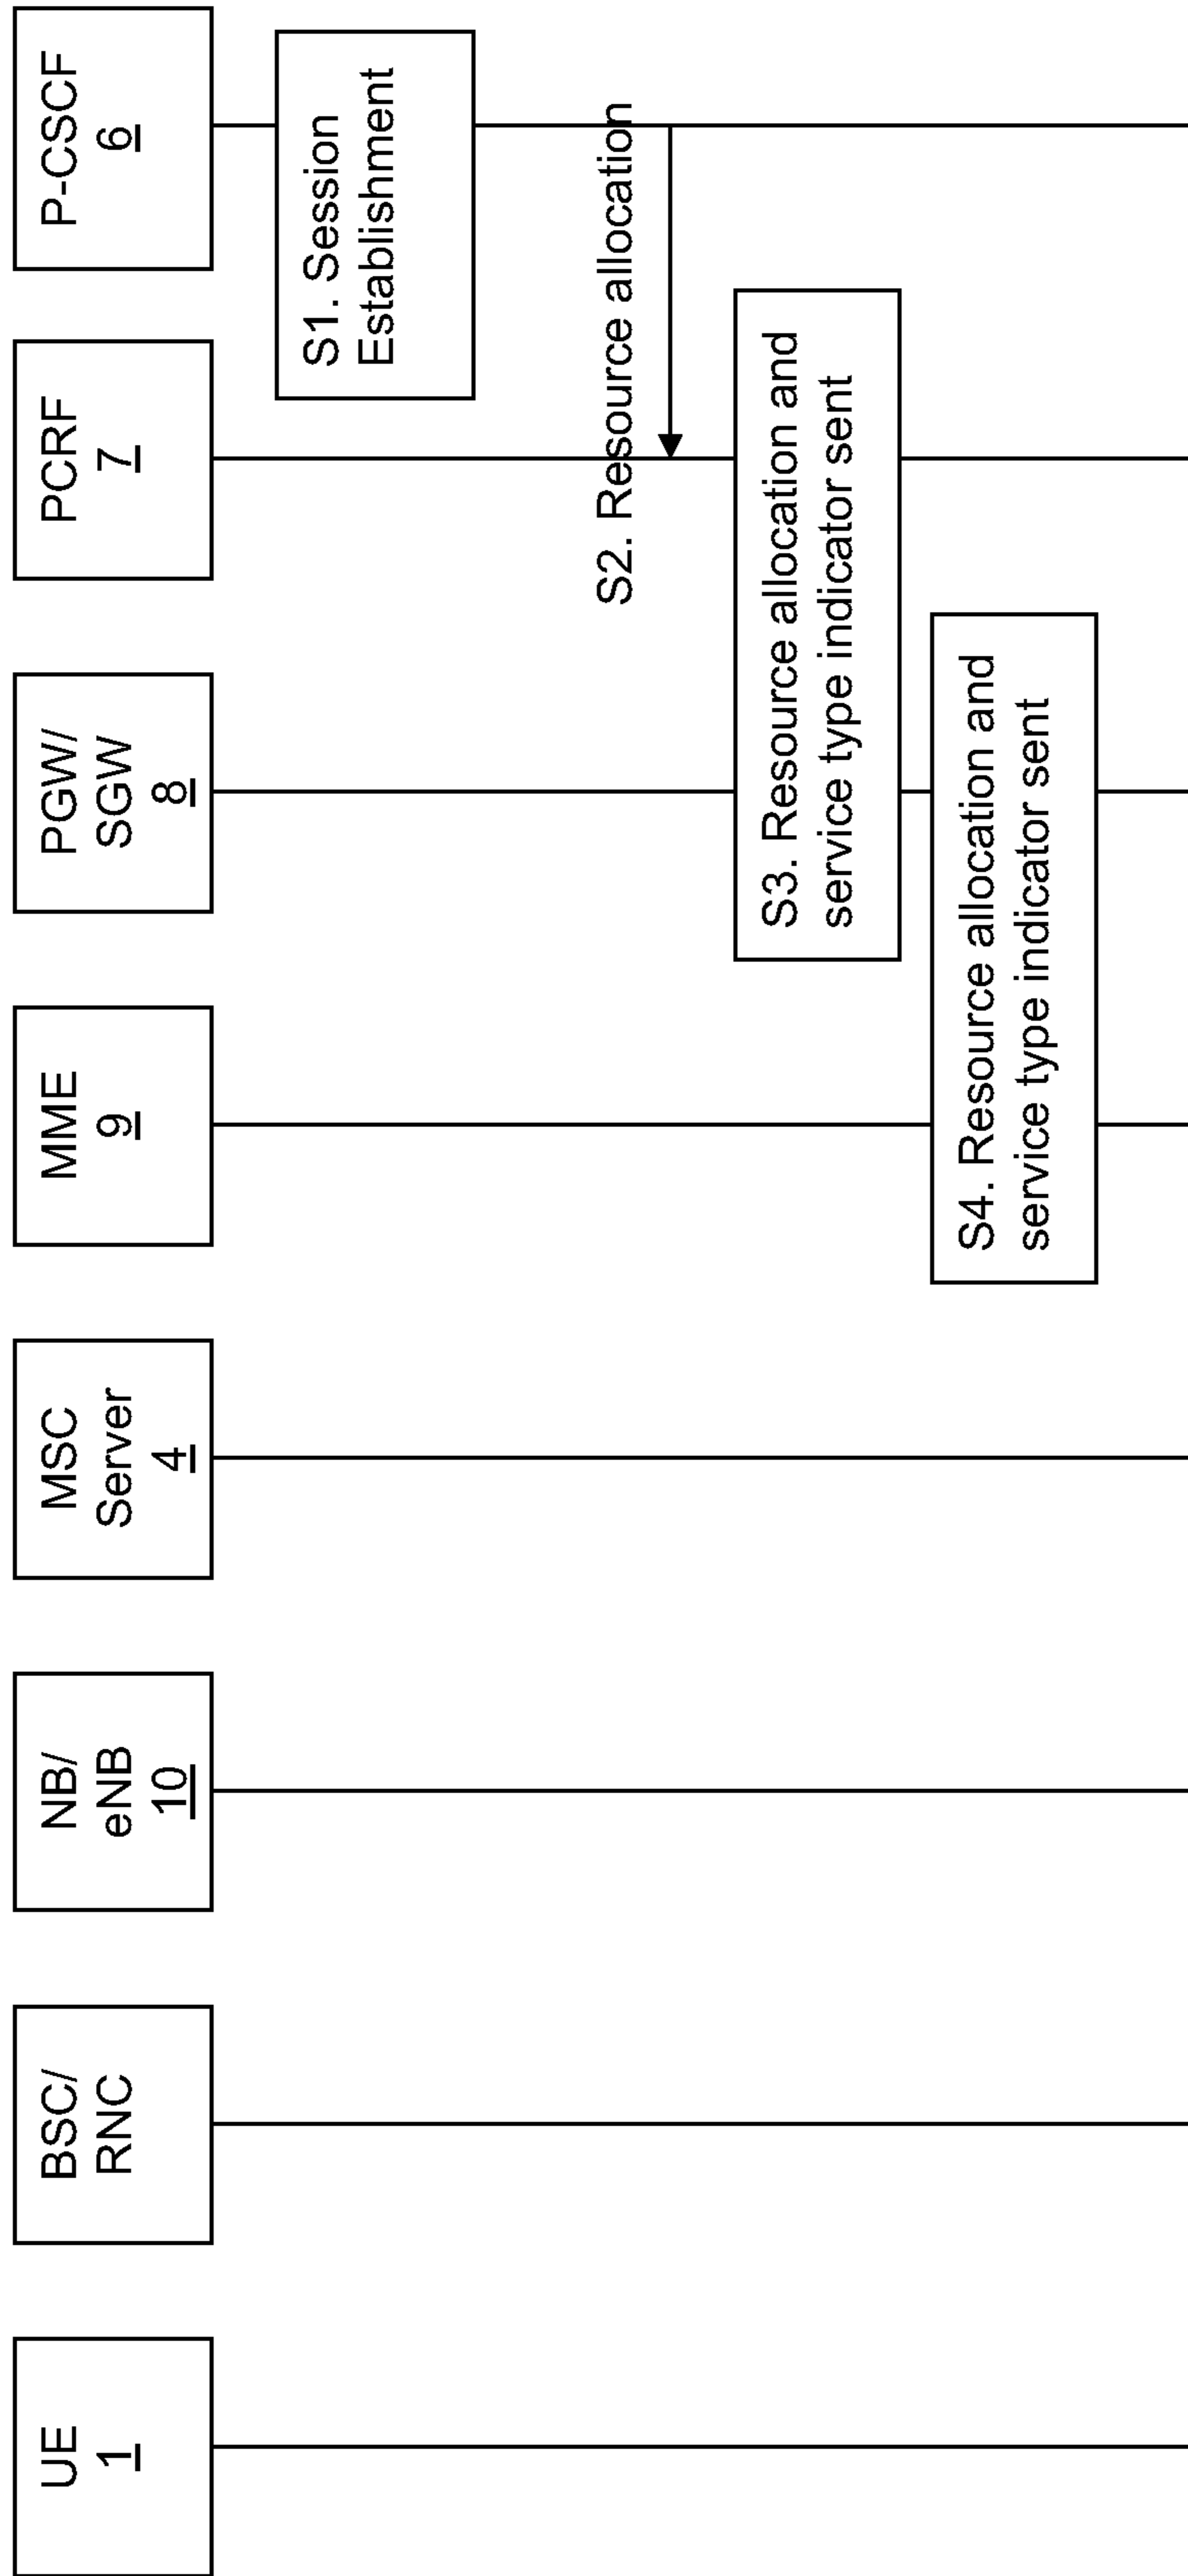 UE
1
BSC/
RNC
NB/
eNB
10
MSC
Server
4
MME
9
PGW/
SGW
8
PCRF
7
P-CSCF
6
S1. Session
Establishment
S2. Resource allocation
S3. Resource allocation and
service type indicator sent
S4. Resource allocation and
service type indicator sent